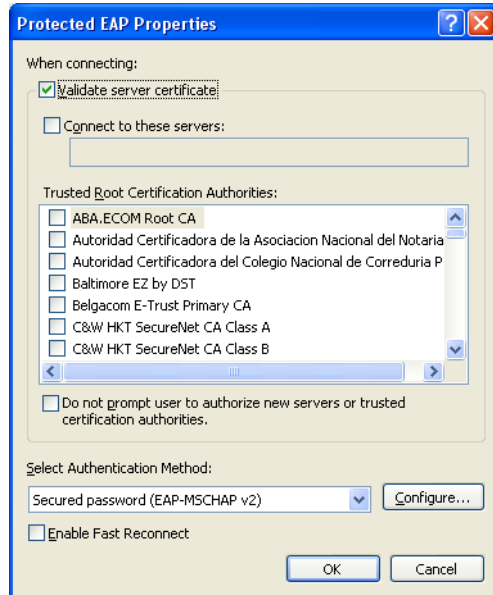 Protected EAP Properties
When connecting:
Validate server certificate
Connect to these servers:
Trusted Root Certification Authorities:
ABA.ECOM Root CA
Autoridad Certificadora de la Asociacion Nacional del Notaria
Autoridad Certificadora del Colegio Nacional de Correduria P
Baltimore EZ by DST
Belgacom E-Trust Primary CA
C&W HKT SecureNet CA Class A
C&W HKT SecureNet CA Class B
Do not prompt user to authorize new servers or trusted
certification authorities.
Select Authentication Method:
Secured password (EAP-MSCHAP v2)
Configure...
Enable Fast Reconnect
OK Cancel